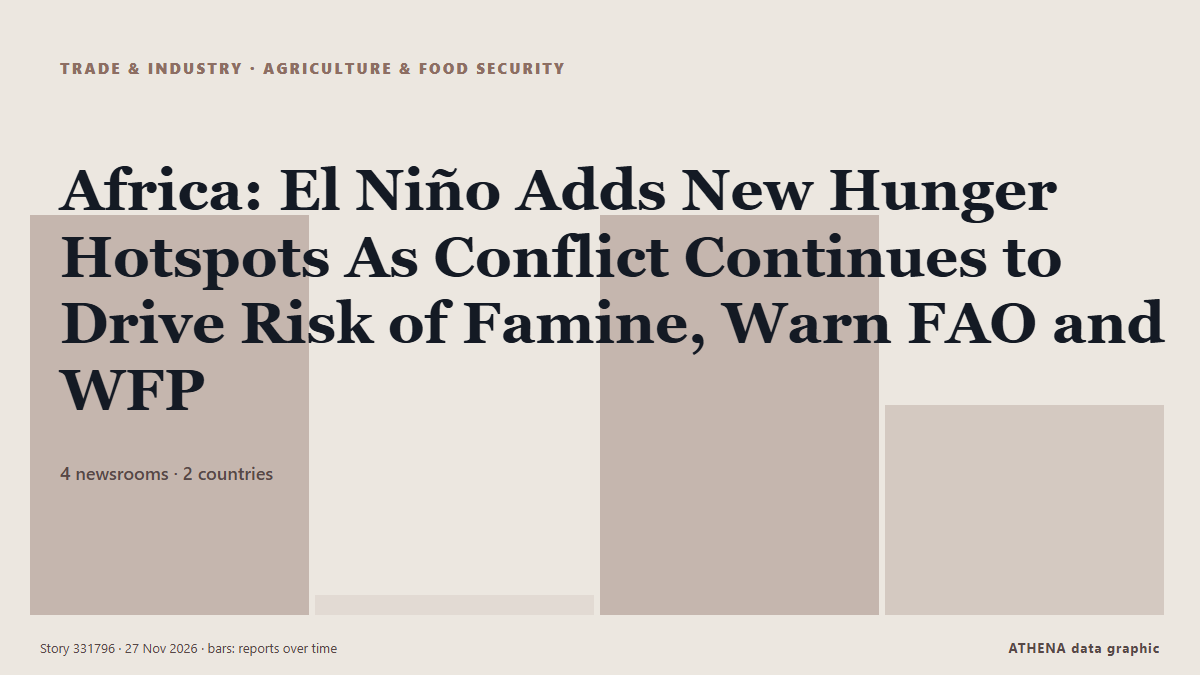 TRADE & INDUSTRY · AGRICULTURE & FOOD SECURITY
Africa: El Niño Adds New Hunger
Hotspots As Conflict Continues to
Drive Risk of Famine, Warn FAO and
WFP
4 newsrooms · 2 countries
Story 331796 · 27 Nov 2026 · bars: reports over time
ATHENA data graphic